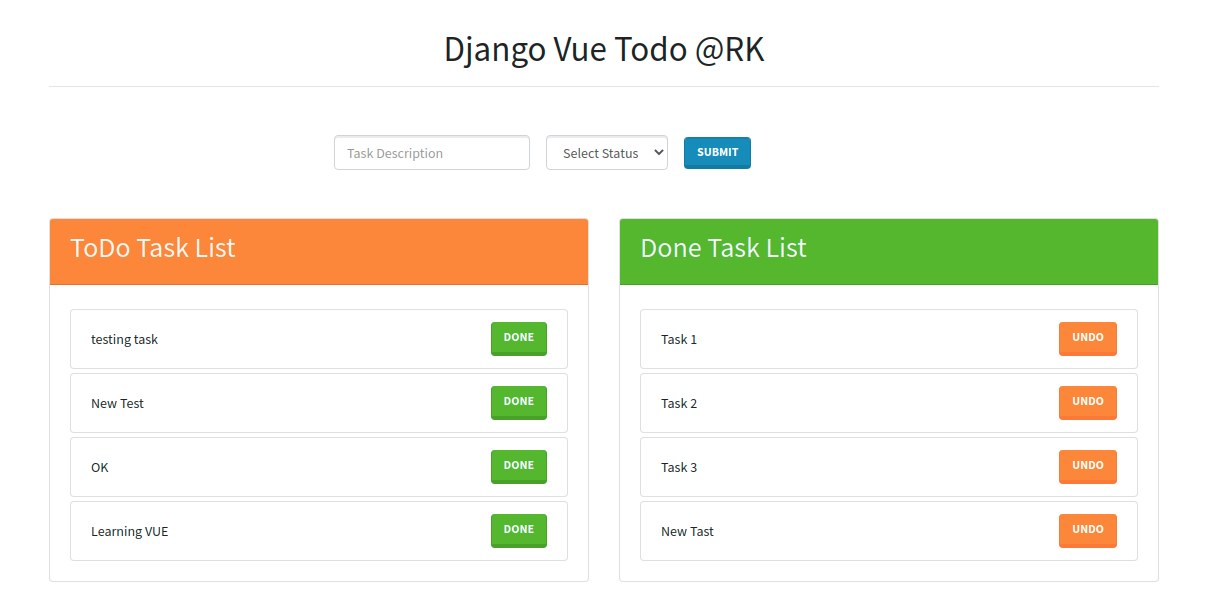 Django Vue Todo @RK
Task Description Select Status SUBMIT
ToDo Task List
testing task DONE
New Test DONE
OK DONE
Learning VUE DONE
Done Task List
Task 1 UNDO
Task 2 UNDO
Task 3 UNDO
New Tast UNDO